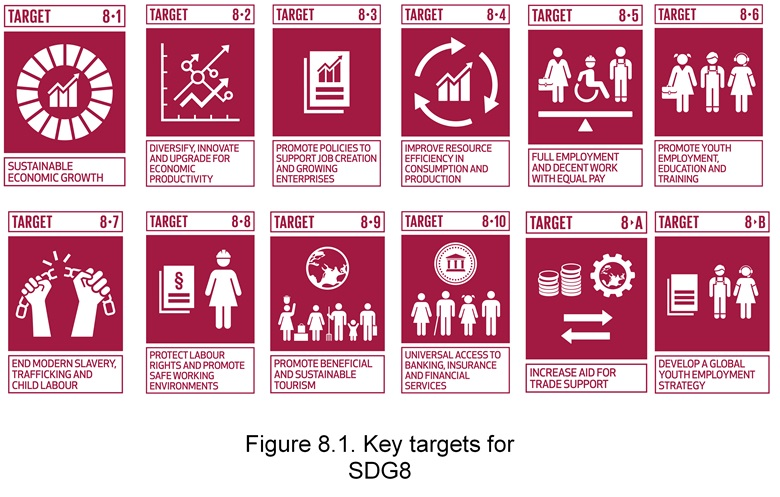 TARGET 8·1
SUSTAINABLE
ECONOMIC GROWTH
TARGET 8·2
DIVERSIFY, INNOVATE
AND UPGRADE FOR
ECONOMIC
PRODUCTIVITY
TARGET 8·3
PROMOTE POLICIES TO
SUPPORT JOB CREATION
AND GROWING
ENTERPRISES
TARGET 8·4
IMPROVE RESOURCE
EFFICIENCY IN
CONSUMPTION AND
PRODUCTION
TARGET 8·5
FULL EMPLOYMENT
AND DECENT WORK
WITH EQUAL PAY
TARGET 8·6
PROMOTE YOUTH
EMPLOYMENT,
EDUCATION AND
TRAINING
TARGET 8·7
END MODERN SLAVERY,
TRAFFICKING AND
CHILD LABOUR
TARGET 8·8
§
PROTECT LABOUR
RIGHTS AND PROMOTE
SAFE WORKING
ENVIRONMENTS
TARGET 8·9
PROMOTE BENEFICIAL
AND SUSTAINABLE
TOURISM
TARGET 8·10
UNIVERSAL ACCESS TO
BANKING, INSURANCE
AND FINANCIAL
SERVICES
TARGET 8·A
INCREASE AID FOR
TRADE SUPPORT
TARGET 8·B
DEVELOP A GLOBAL
YOUTH EMPLOYMENT
STRATEGY
Figure 8.1. Key targets for
SDG8